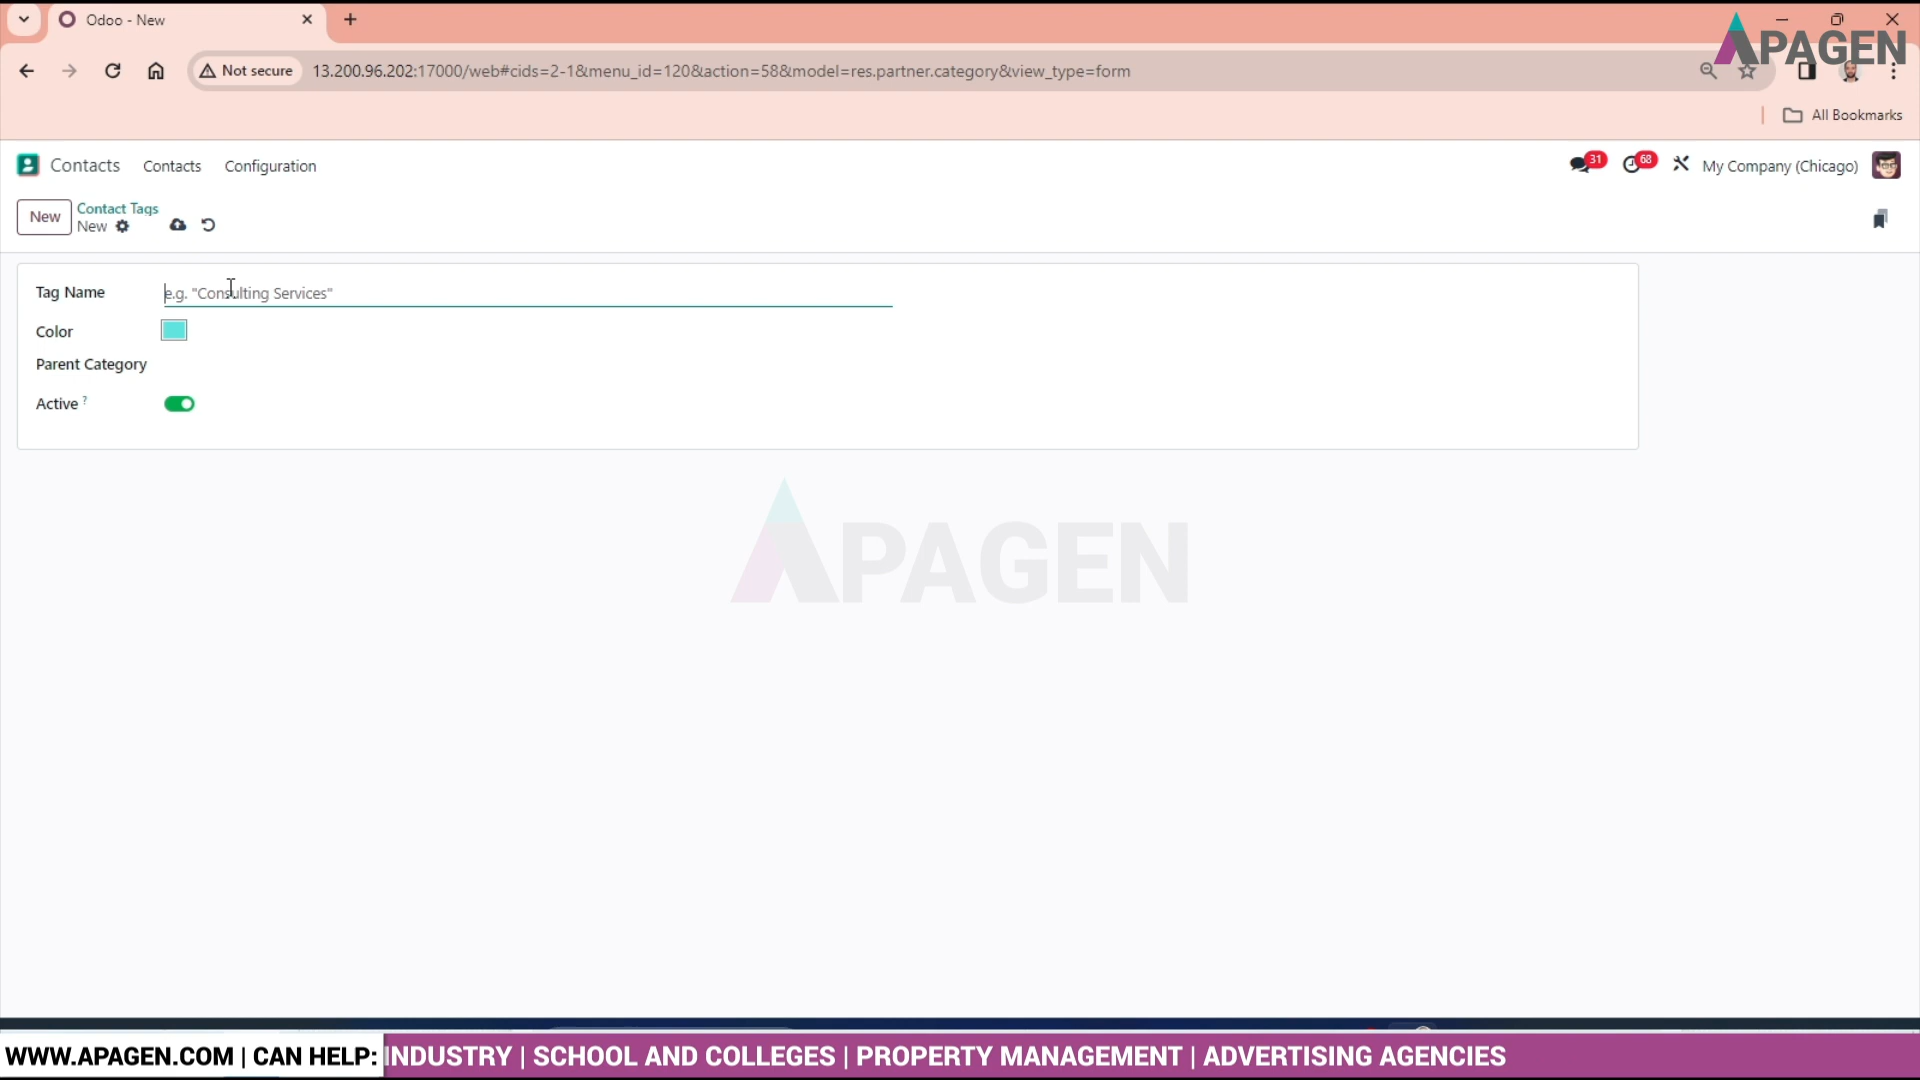 Odoo - New
APAGEN
Not secure
13.200.96.202:17000/web#cids=2-1&menu_id=120&action=58&model=res.partner.category&view_type=form
All Bookmarks
Contacts
Contacts
Configuration
31
68
My Company (Chicago)
New
Contact Tags
New
Tag Name
e.g. "Consulting Services"
Color
Parent Category
Active ?
APAGEN
WWW.APAGEN.COM | CAN HELP: INDUSTRY | SCHOOL AND COLLEGES | PROPERTY MANAGEMENT | ADVERTISING AGENCIES